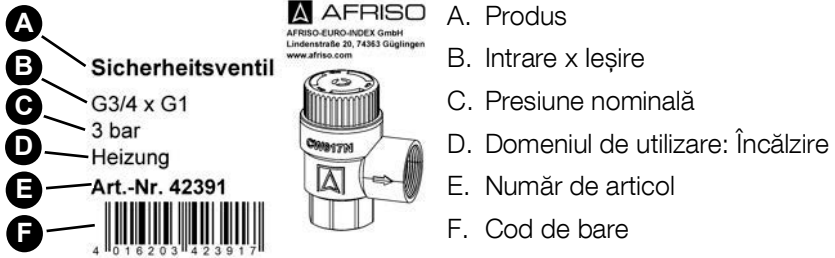 A
B
C
D
E
F
Sicherheitsventil
G3/4 x G1
3 bar
Heizung
Art.-Nr. 42391
4 016203 423917
AFRISO
AFRISO-EURO-INDEX GmbH
Lindenstraße 20, 74363 Güglingen
www.afriso.com
CW617N
A. Produs
B. Intrare x Ieșire
C. Presiune nominală
D. Domeniul de utilizare: Încălzire
E. Număr de articol
F. Cod de bare